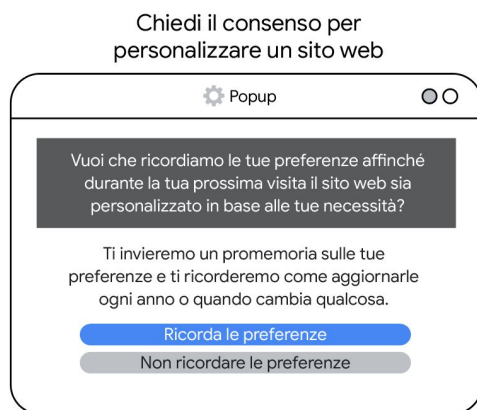 Chiedi il consenso per
personalizzare un sito web
Popup
Vuoi che ricordiamo le tue preferenze affinché
durante la tua prossima visita il sito web sia
personalizzato in base alle tue necessità?
Ti invieremo un promemoria sulle tue
preferenze e ti ricorderemo come aggiornarle
ogni anno o quando cambia qualcosa.
Ricorda le preferenze
Non ricordare le preferenze